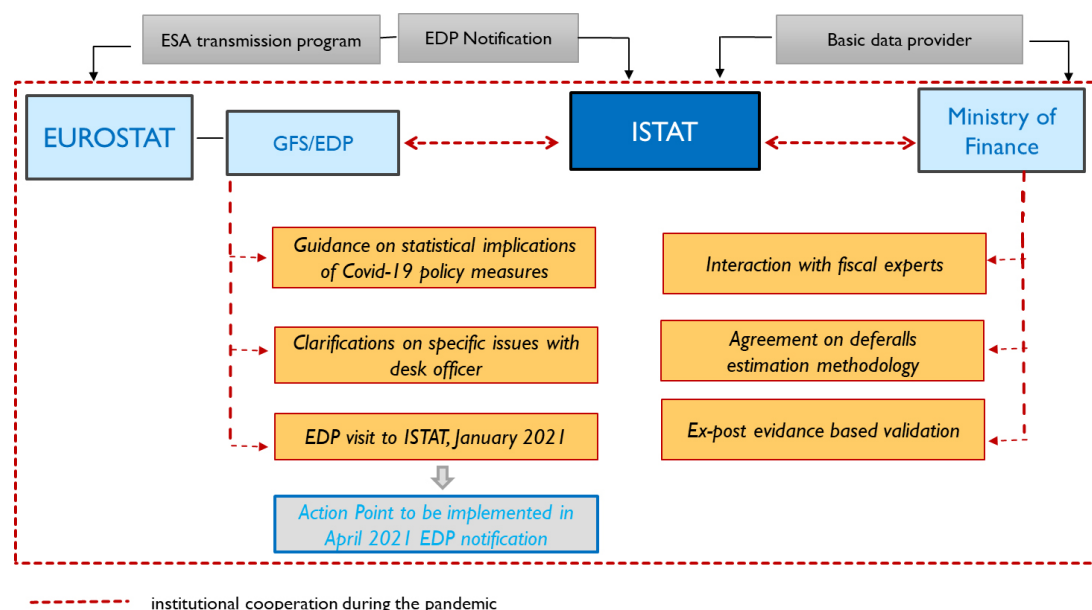 ESA transmission program
EDP Notification
Basic data provider
EUROSTAT
GFS/EDP
ISTAT
Ministry of
Finance
Guidance on statistical implications
of Covid-19 policy measures
Interaction with fiscal experts
Clarifications on specific issues with
desk officer
Agreement on deferalls
estimation methodology
EDP visit to ISTAT, January 2021
Ex-post evidence based validation
Action Point to be implemented in
April 2021 EDP notification
institutional cooperation during the pandemic